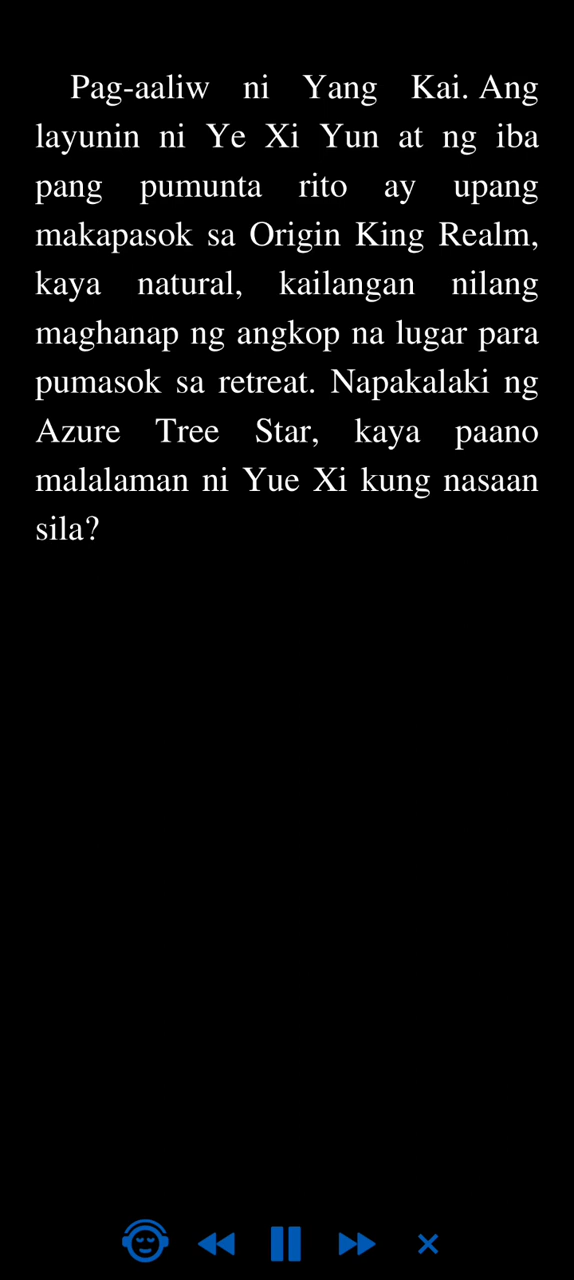 Pag-aaliw ni Yang Kai. Ang
layunin ni Ye Xi Yun at ng iba
pang pumunta rito ay upang
makapasok sa Origin King Realm,
kaya natural, kailangan nilang
maghanap ng angkop na lugar para
pumasok sa retreat. Napakalaki ng
Azure Tree Star, kaya paano
malalaman ni Yue Xi kung nasaan
sila?